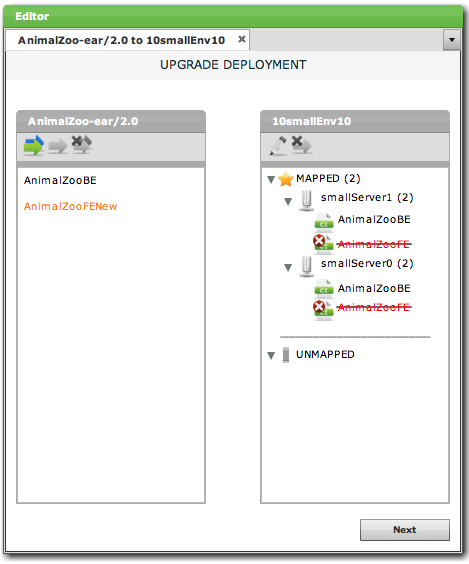 Editor
AnimalZoo-ear/2.0 to 10smallEnv10
UPGRADE DEPLOYMENT
AnimalZoo-ear/2.0
AnimalZooBE
AnimalZooFENew
10smallEnv10
MAPPED (2)
smallServer1 (2)
AnimalZooBE
AnimalZooFE
smallServer0 (2)
AnimalZooBE
AnimalZooFE
UNMAPPED
Next